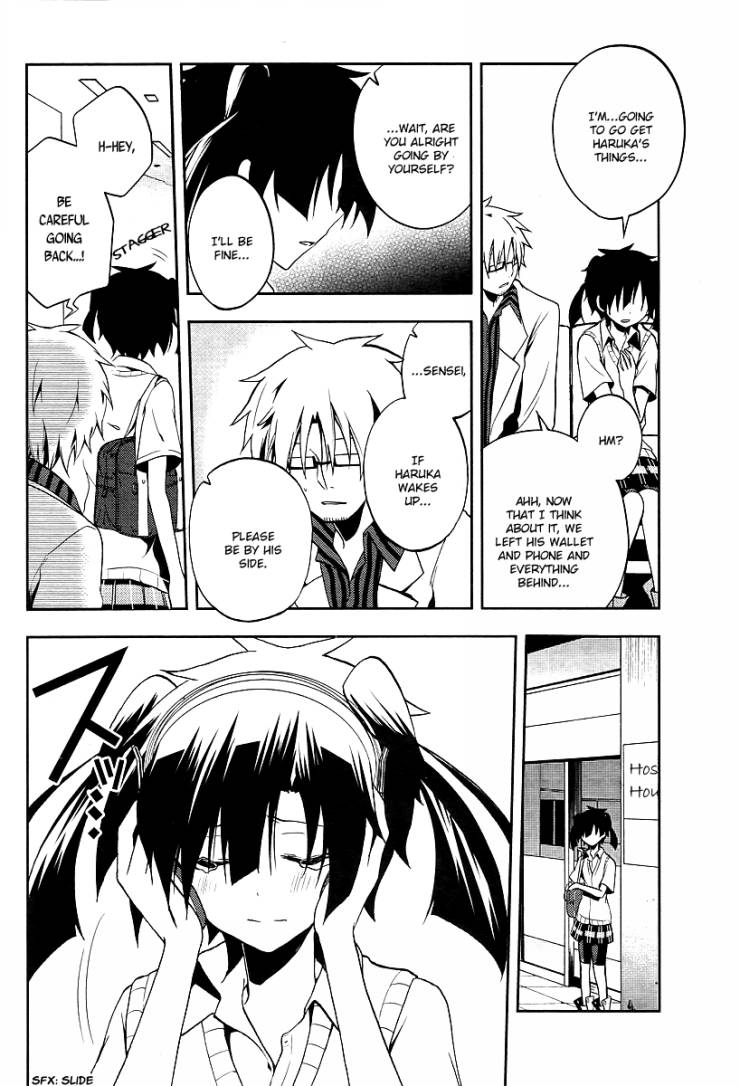 I'M...GOING
TO GO GET
HARUKA'S
THINGS...
HM?
AHH, NOW
THAT I THINK
ABOUT IT, WE
LEFT HIS WALLET
AND PHONE AND
EVERYTHING
BEHIND...
...WAIT, ARE
YOU ALRIGHT
GOING BY
YOURSELF?
I'LL BE
FINE...
...SENSEI,
IF
HARUKA
WAKES
UP...
PLEASE
BE BY HIS
SIDE.
H-HEY,
BE
CAREFUL
GOING
BACK...!
STAGGER
Hos
Hou
スッ…
SFX: SLIDE